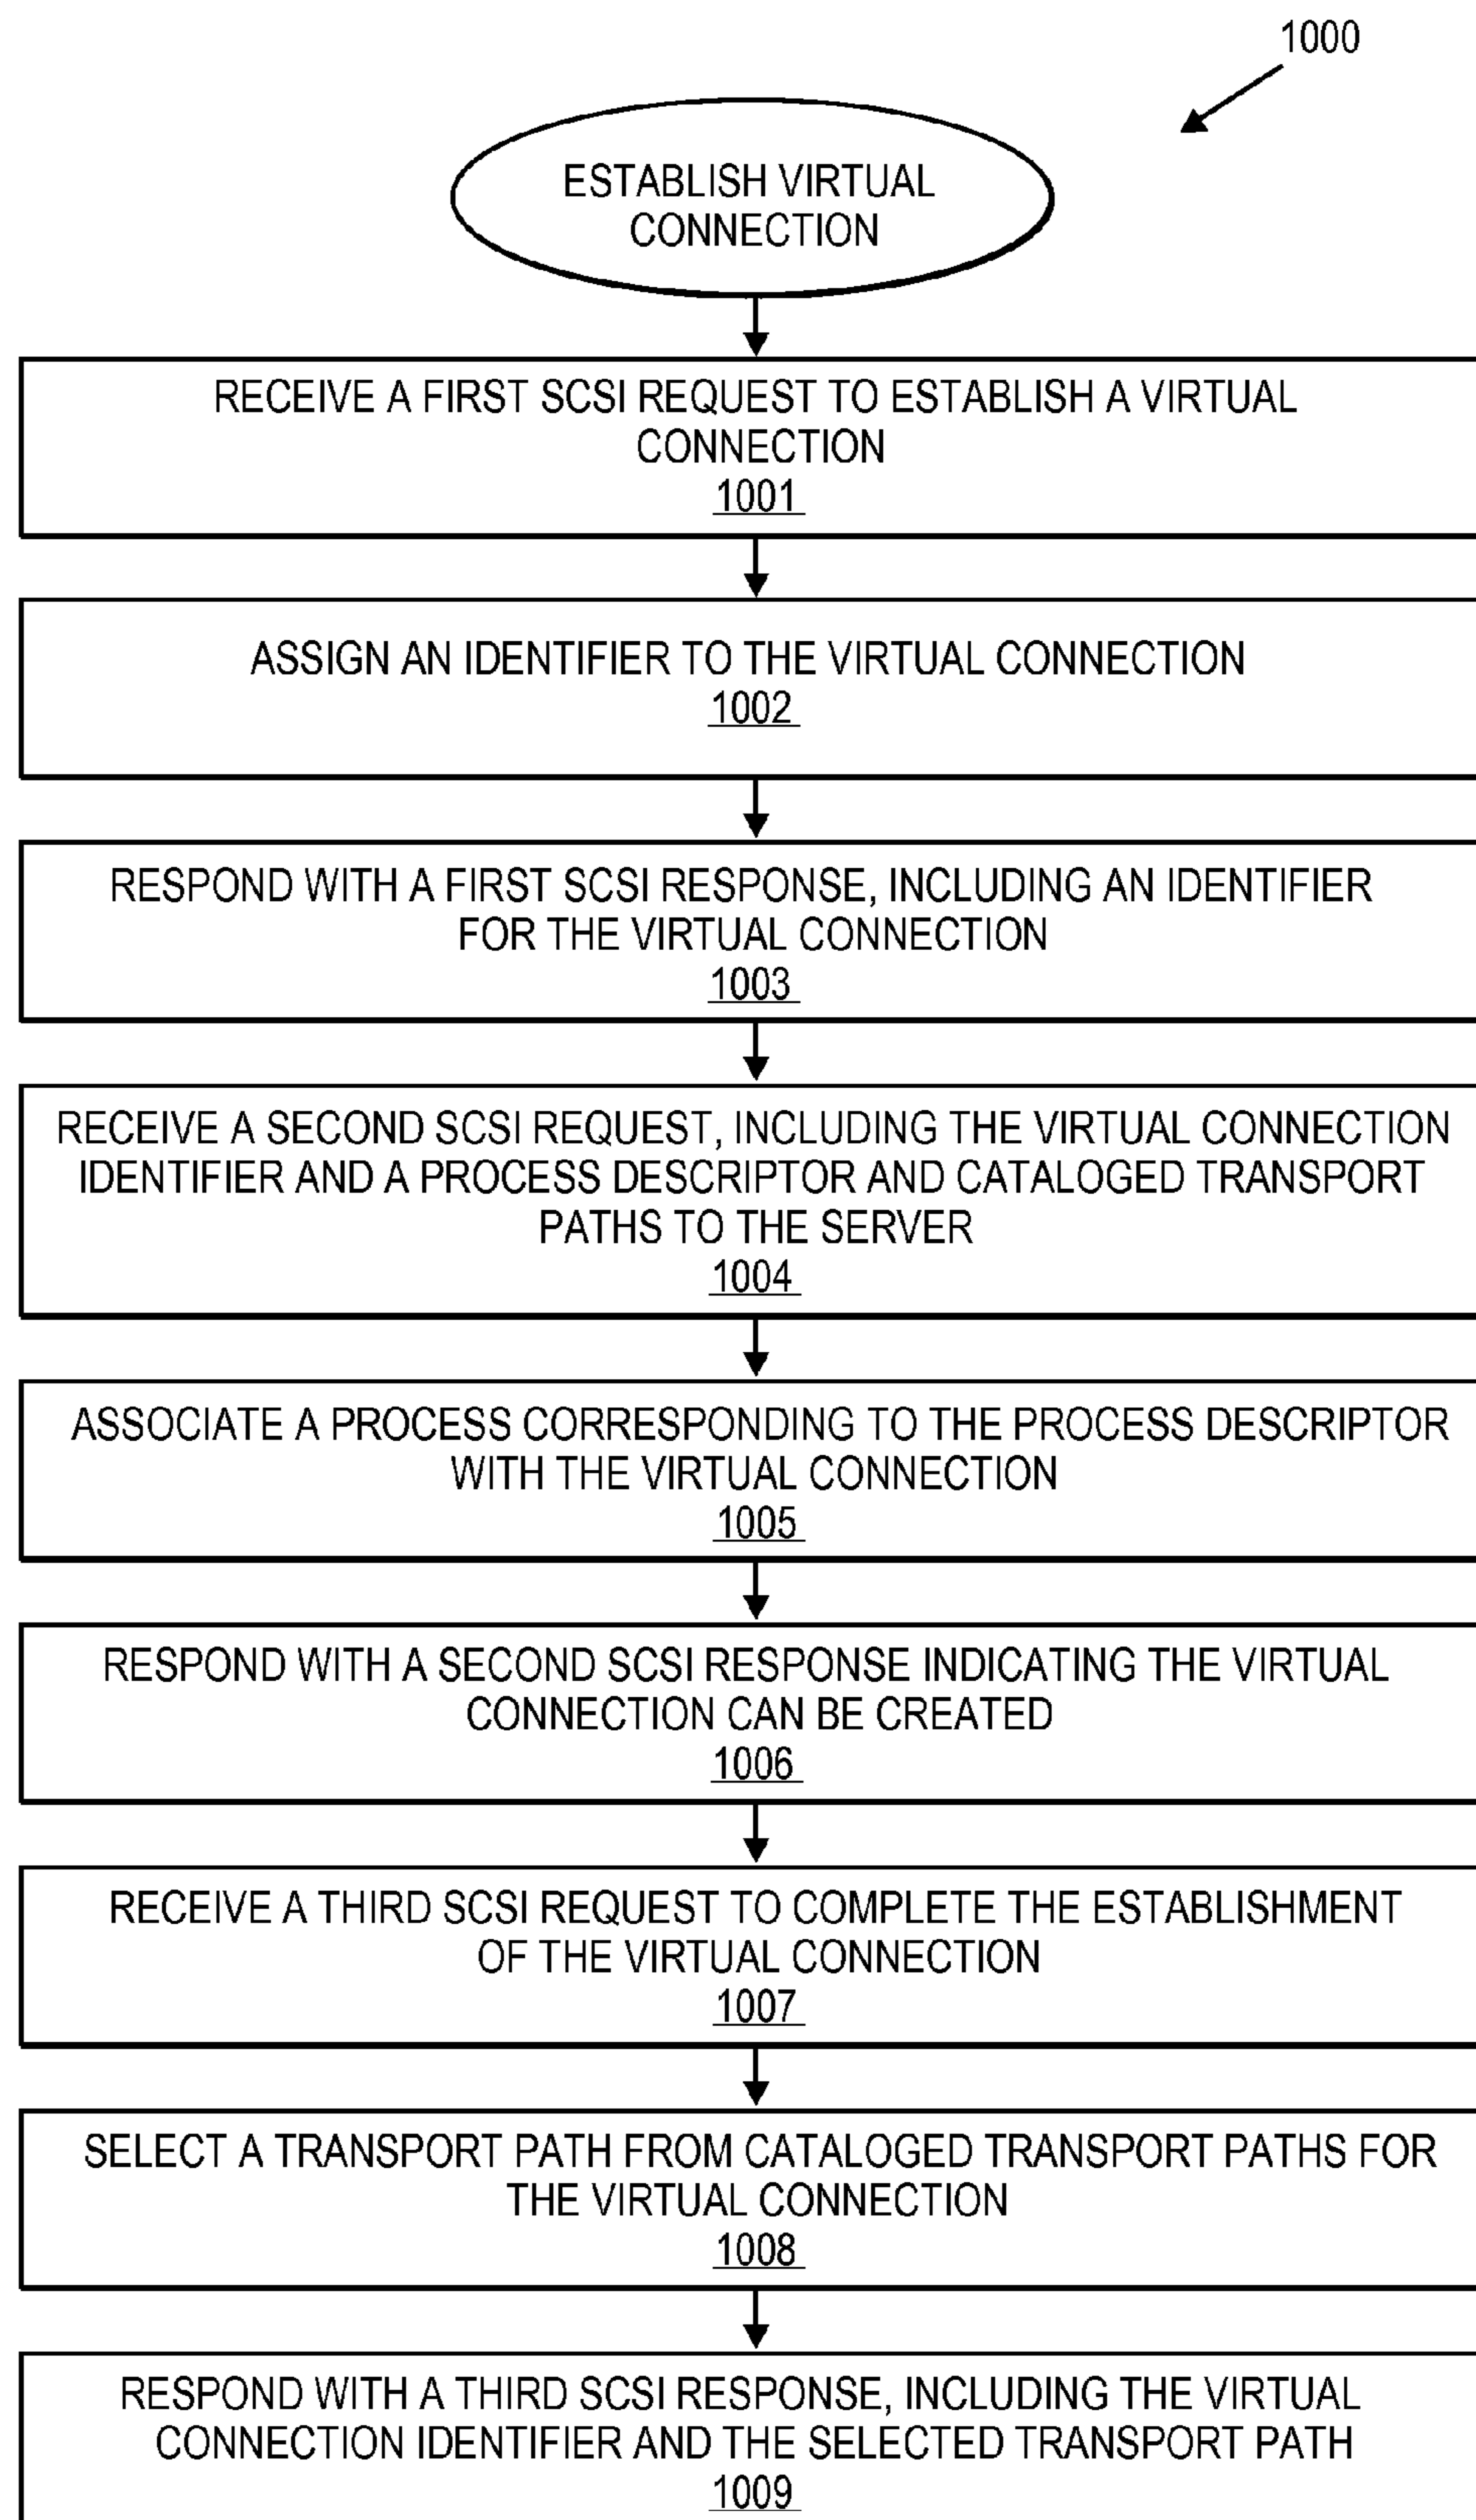 1000
ESTABLISH VIRTUAL
CONNECTION
RECEIVE A FIRST SCSI REQUEST TO ESTABLISH A VIRTUAL
CONNECTION
1001
ASSIGN AN IDENTIFIER TO THE VIRTUAL CONNECTION
1002
RESPOND WITH A FIRST SCSI RESPONSE, INCLUDING AN IDENTIFIER
FOR THE VIRTUAL CONNECTION
1003
RECEIVE A SECOND SCSI REQUEST, INCLUDING THE VIRTUAL CONNECTION
IDENTIFIER AND A PROCESS DESCRIPTOR AND CATALOGED TRANSPORT
PATHS TO THE SERVER
1004
ASSOCIATE A PROCESS CORRESPONDING TO THE PROCESS DESCRIPTOR
WITH THE VIRTUAL CONNECTION
1005
RESPOND WITH A SECOND SCSI RESPONSE INDICATING THE VIRTUAL
CONNECTION CAN BE CREATED
1006
RECEIVE A THIRD SCSI REQUEST TO COMPLETE THE ESTABLISHMENT
OF THE VIRTUAL CONNECTION
1007
SELECT A TRANSPORT PATH FROM CATALOGED TRANSPORT PATHS FOR
THE VIRTUAL CONNECTION
1008
RESPOND WITH A THIRD SCSI RESPONSE, INCLUDING THE VIRTUAL
CONNECTION IDENTIFIER AND THE SELECTED TRANSPORT PATH
1009